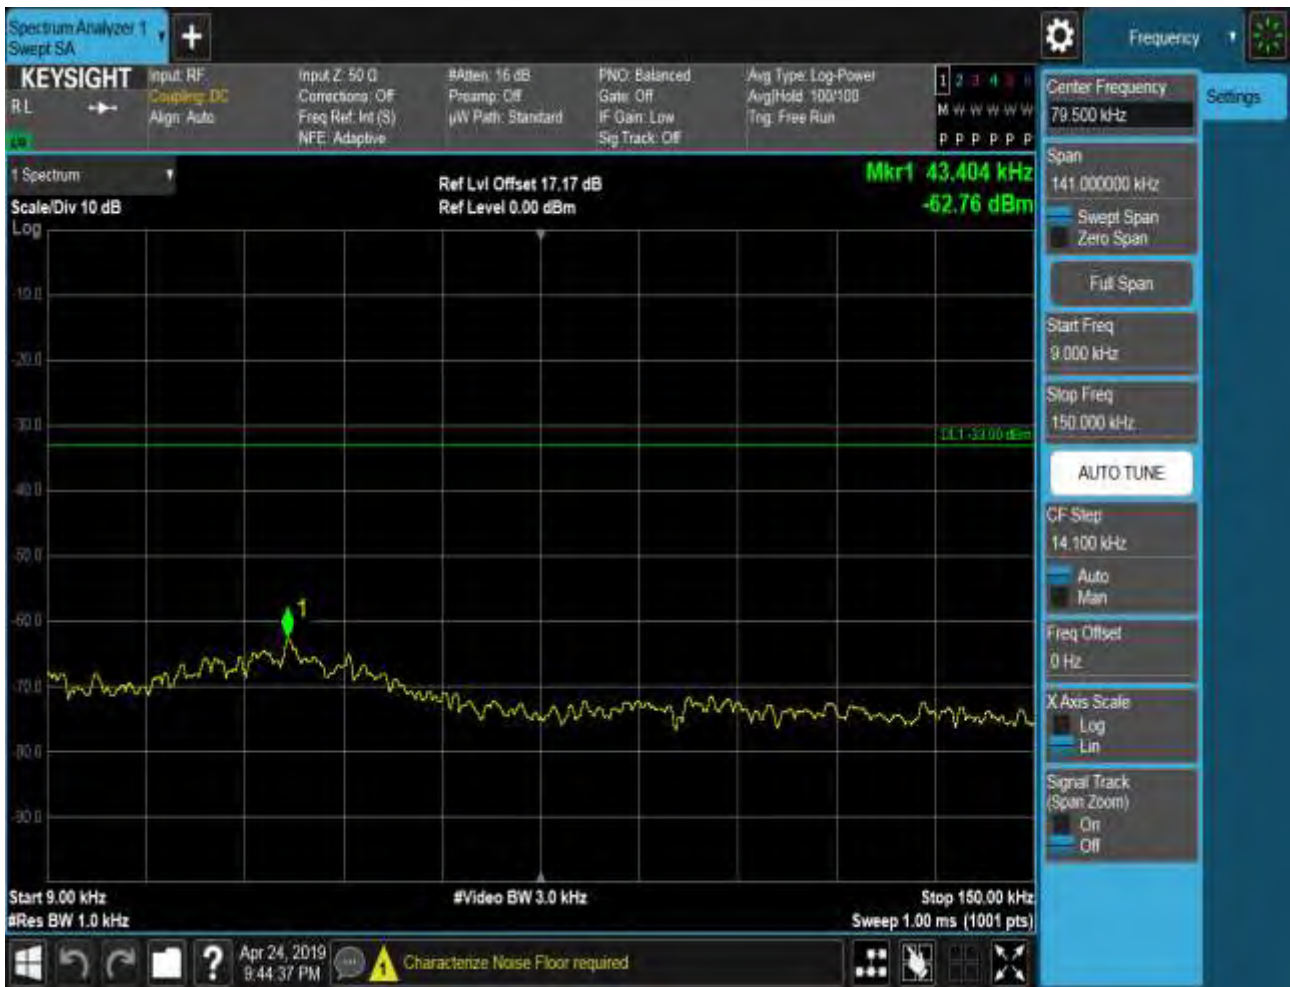 Spectrum Analyzer 1
Swept SA
+
Frequency
KEYSIGHT
R L
Input: RF
Coupling: DC
Align: Auto
Input Z: 50 Ω
Corrections: Off
Freq Ref: Int (S)
NFE: Adaptive
#Atten: 16 dB
Preamp: Off
µW Path: Standard
PNO: Balanced
Gate: Off
IF Gain: Low
Sig Track: Off
Avg Type: Log-Power
Avg|Hold: 100/100
Trig: Free Run
1 2 3 4 5 6
M W W W W W
P P P P P P
Center Frequency
79.500 kHz
Settings
Span
141.000000 kHz
Swept Span
Zero Span
Full Span
Start Freq
9.000 kHz
Stop Freq
150.000 kHz
AUTO TUNE
CF Step
14.100 kHz
Auto
Man
Freq Offset
0 Hz
X Axis Scale
Log
Lin
Signal Track
(Span Zoom)
On
Off
1 Spectrum
Scale/Div 10 dB
Log
Ref Lvl Offset 17.17 dB
Ref Level 0.00 dBm
Mkr1 43.404 kHz
-62.76 dBm
-10.0
-20.0
-30.0
DL1 -33.00 dBm
-40.0
-50.0
-60.0
1
-70.0
-80.0
-90.0
Start 9.00 kHz
#Video BW 3.0 kHz
Stop 150.00 kHz
#Res BW 1.0 kHz
Sweep 1.00 ms (1001 pts)
?
Apr 24, 2019
9:44:37 PM
1
Characterize Noise Floor required